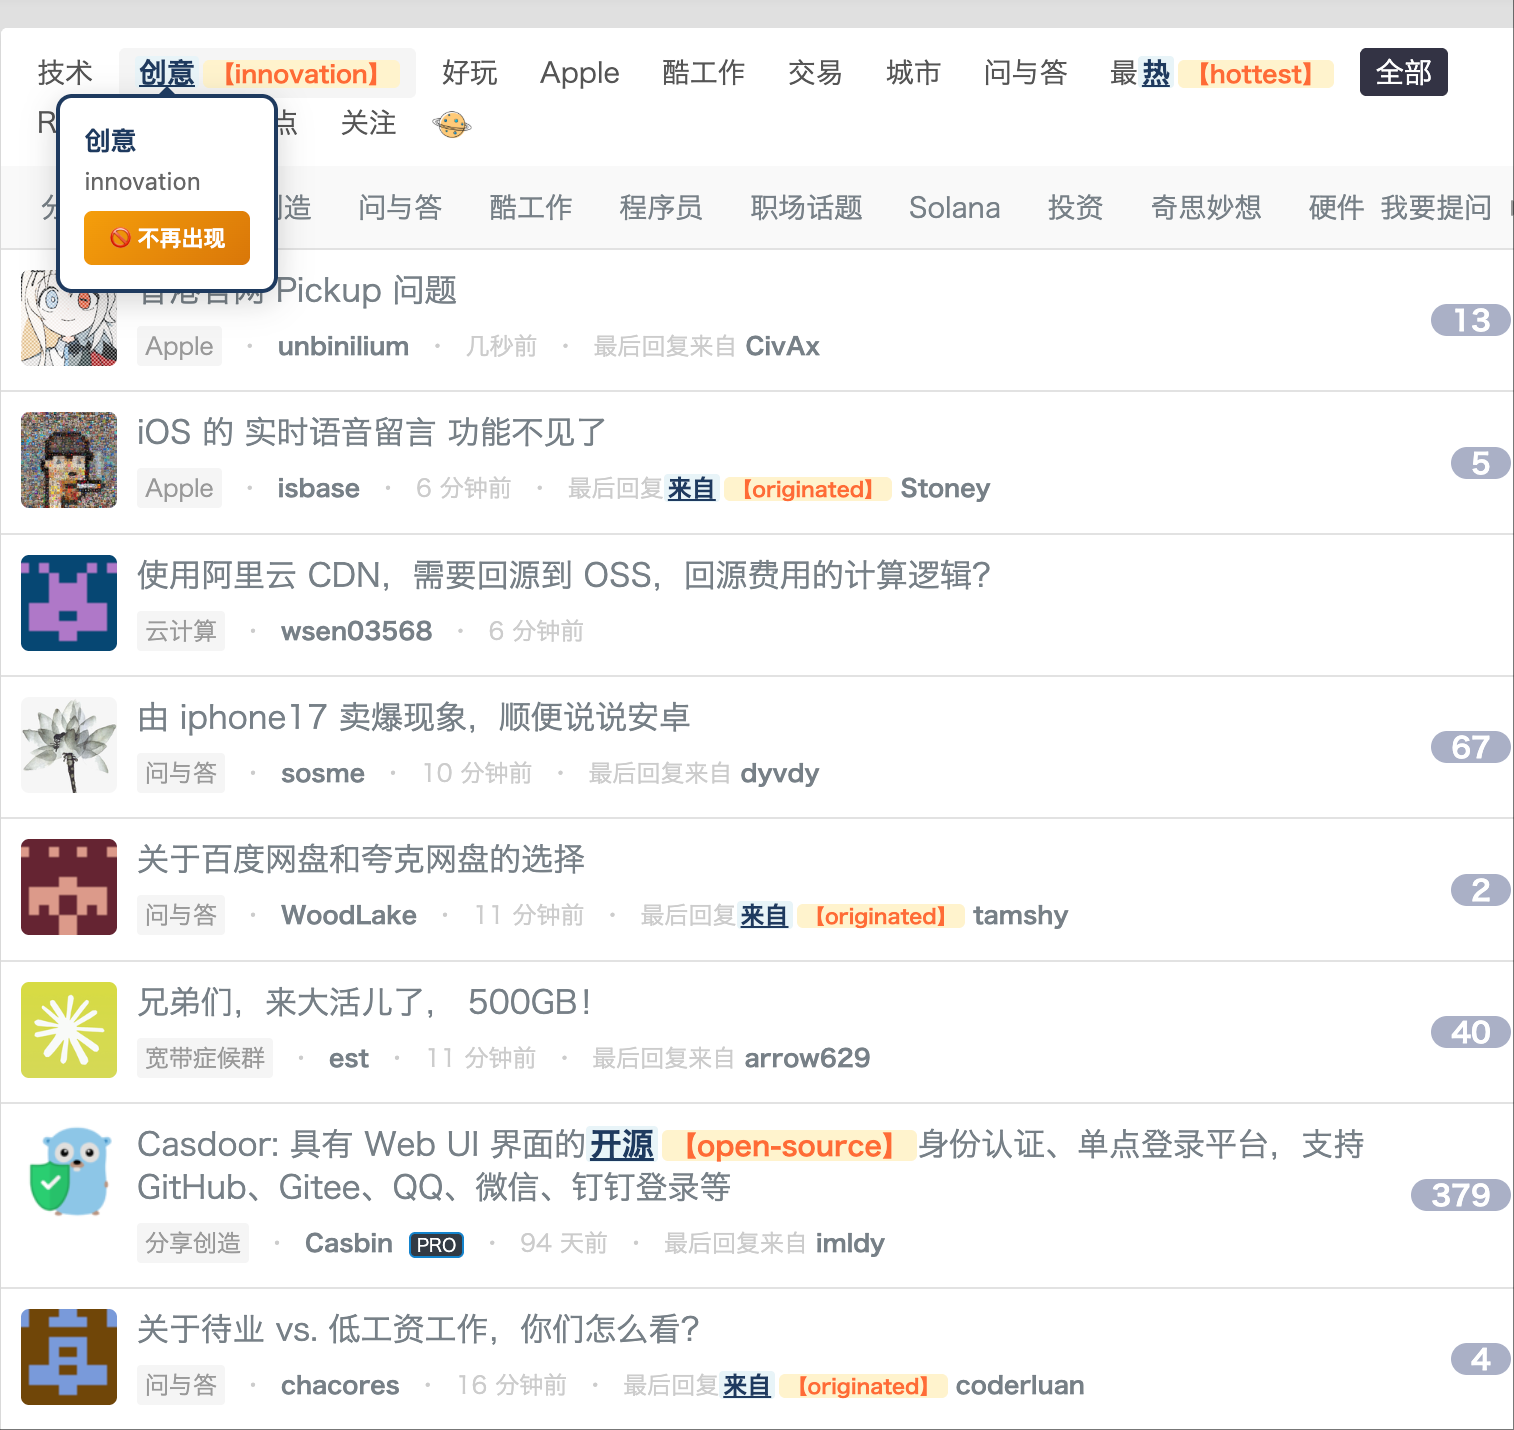 技术 创意【innovation】 好玩 Apple 酷工作 交易 城市 问与答 最热【hottest】 全部
R 点 关注
创意
innovation
🚫 不再出现
造 问与答 酷工作 程序员 职场话题 Solana 投资 奇思妙想 硬件 我要提问
Pickup 问题
13
Apple · unbinilium · 几秒前 · 最后回复来自 CivAx
iOS 的 实时语音留言 功能不见了
5
Apple · isbase · 6 分钟前 · 最后回复来自【originated】 Stoney
使用阿里云 CDN，需要回源到 OSS，回源费用的计算逻辑？
云计算 · wsen03568 · 6 分钟前
由 iphone17 卖爆现象，顺便说说安卓
67
问与答 · sosme · 10 分钟前 · 最后回复来自 dyvdy
关于百度网盘和夸克网盘的选择
2
问与答 · WoodLake · 11 分钟前 · 最后回复来自【originated】 tamshy
兄弟们，来大活儿了， 500GB！
40
宽带症候群 · est · 11 分钟前 · 最后回复来自 arrow629
Casdoor: 具有 Web UI 界面的开源【open-source】身份认证、单点登录平台，支持
GitHub、Gitee、QQ、微信、钉钉登录等
379
分享创造 · Casbin PRO · 94 天前 · 最后回复来自 imldy
关于待业 vs. 低工资工作，你们怎么看？
4
问与答 · chacores · 16 分钟前 · 最后回复来自【originated】 coderluan